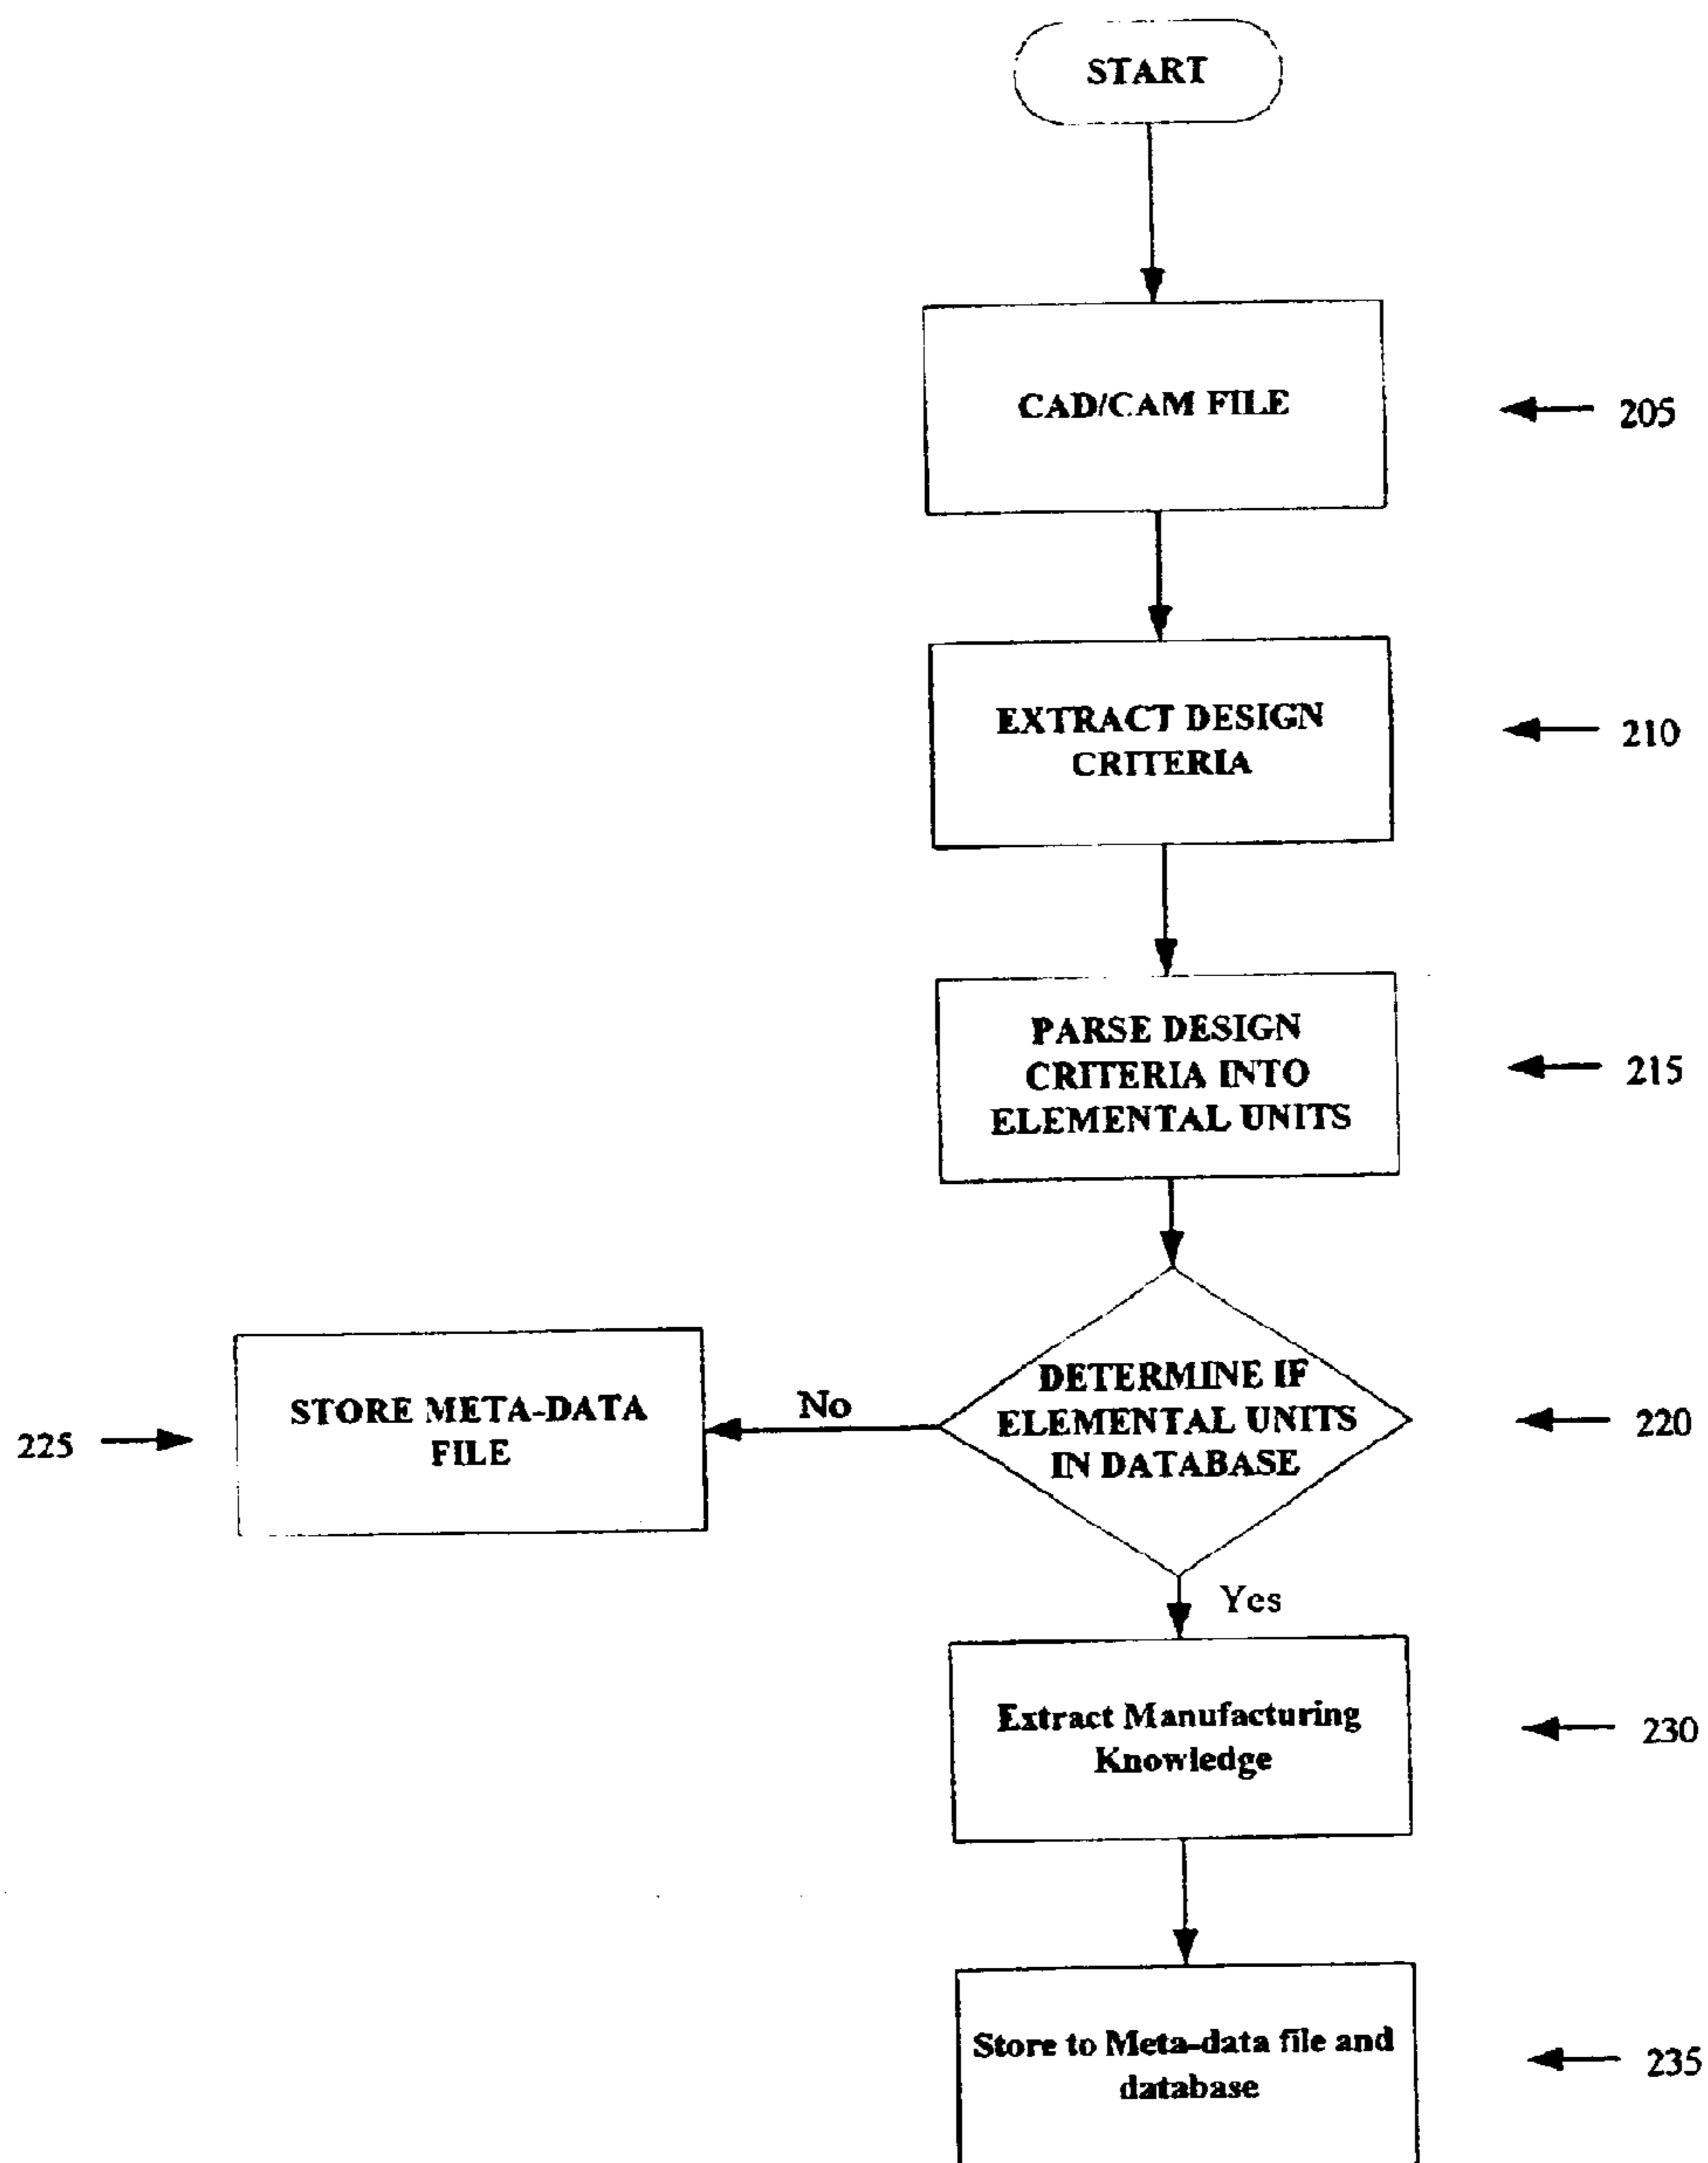 START
CAD/CAM FILE
205
EXTRACT DESIGN
CRITERIA
210
PARSE DESIGN
CRITERIA INTO
ELEMENTAL UNITS
215
DETERMINE IF
ELEMENTAL UNITS
IN DATABASE
220
No
STORE META-DATA
FILE
225
Yes
Extract Manufacturing
Knowledge
230
Store to Meta-data file and
database
235